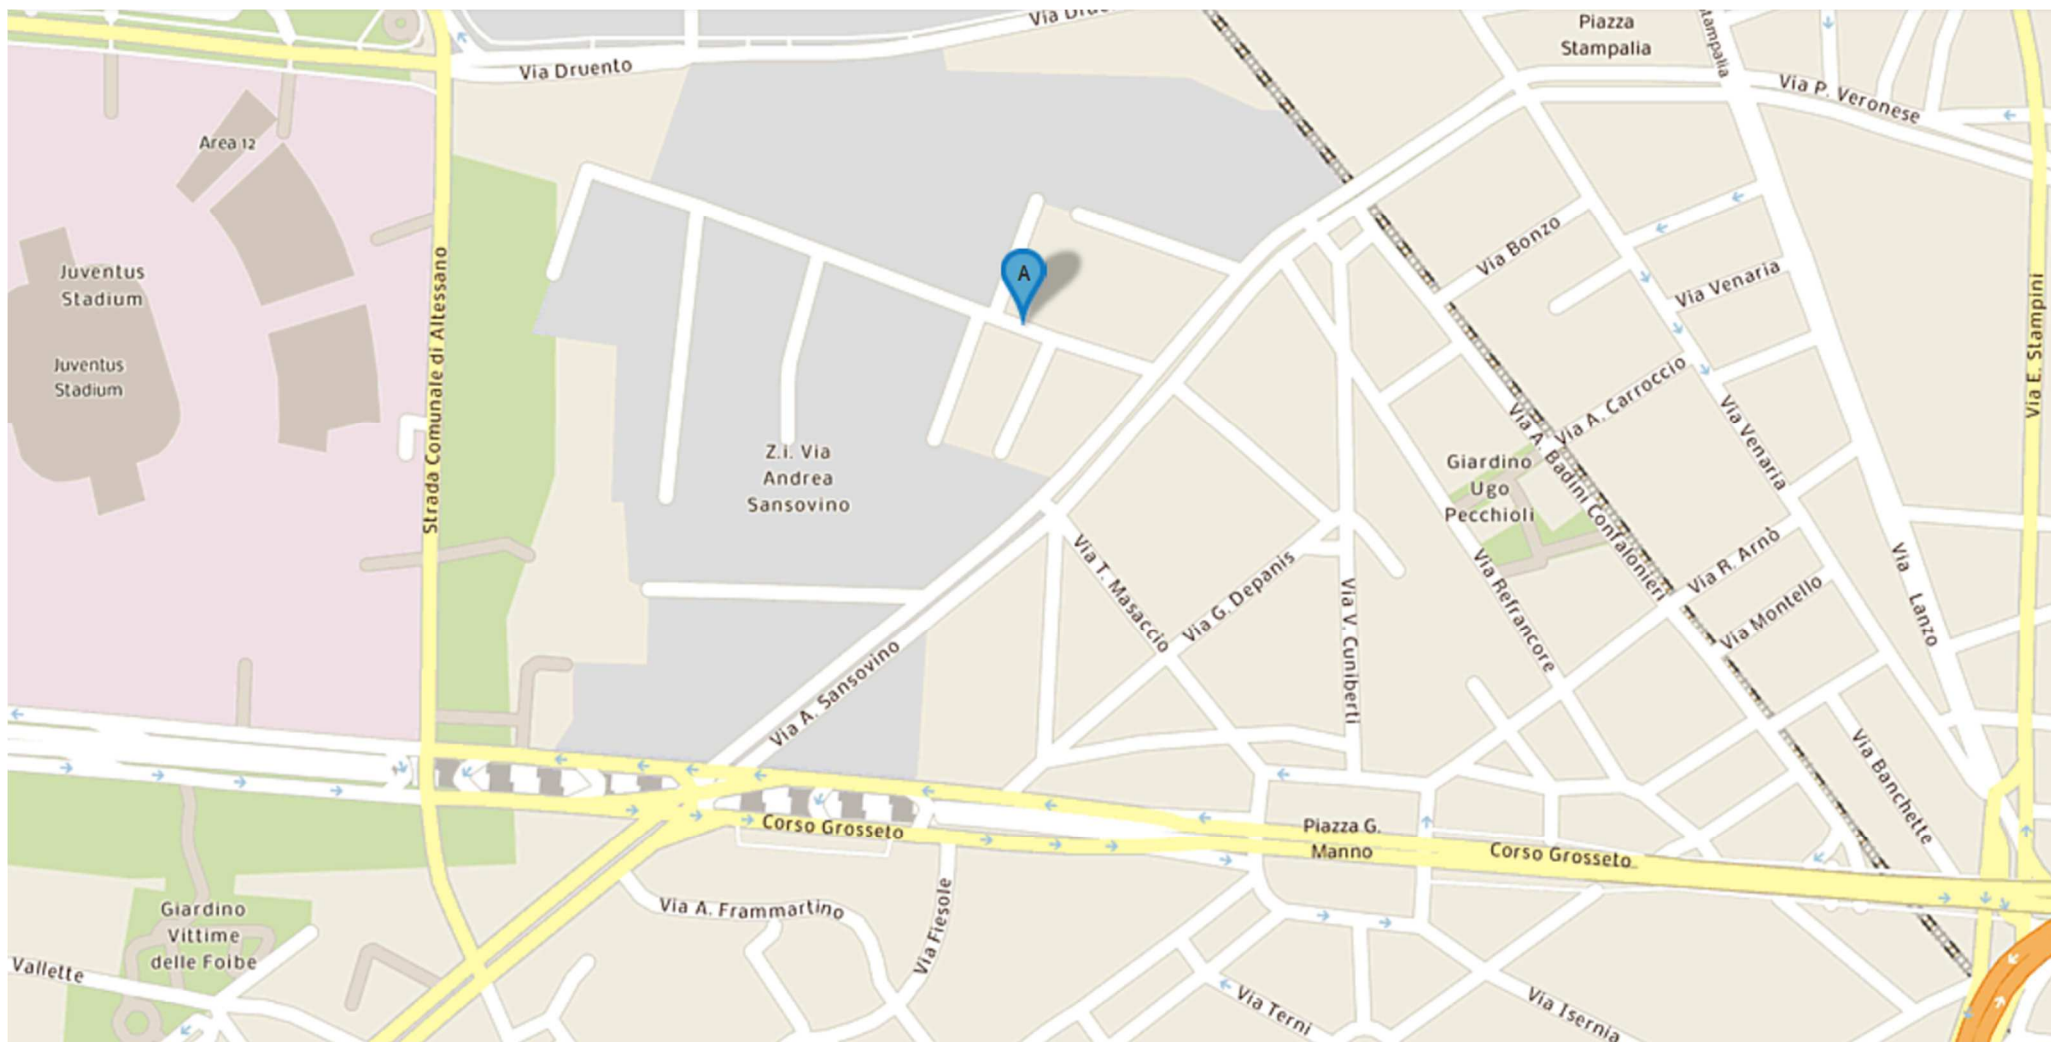 Via Druento
Piazza
Stampalia
Via P. Veronese
Area 12
Juventus
Stadium
Juventus
Stadium
Strada Comunale di Altessano
A
Via Bonzo
Via Venaria
Via E. Stampini
Via A. Carroccio
Via Venaria
Z.i. Via
Andrea
Sansovino
Giardino
Ugo
Pecchioli
Via A. Badini Confalonieri
Via T. Masaccio
Via G. Depanis
Via V. Cuniberti
Via Refrancore
Via R. Arnò
Via Montello
Via Lanzo
Via A. Sansovino
Via Banchette
Corso Grosseto
Piazza G.
Manno
Corso Grosseto
Via A. Frammartino
Via Fiesole
Giardino
Vittime
delle Foibe
Vallette
Via Terni
Via Isernia